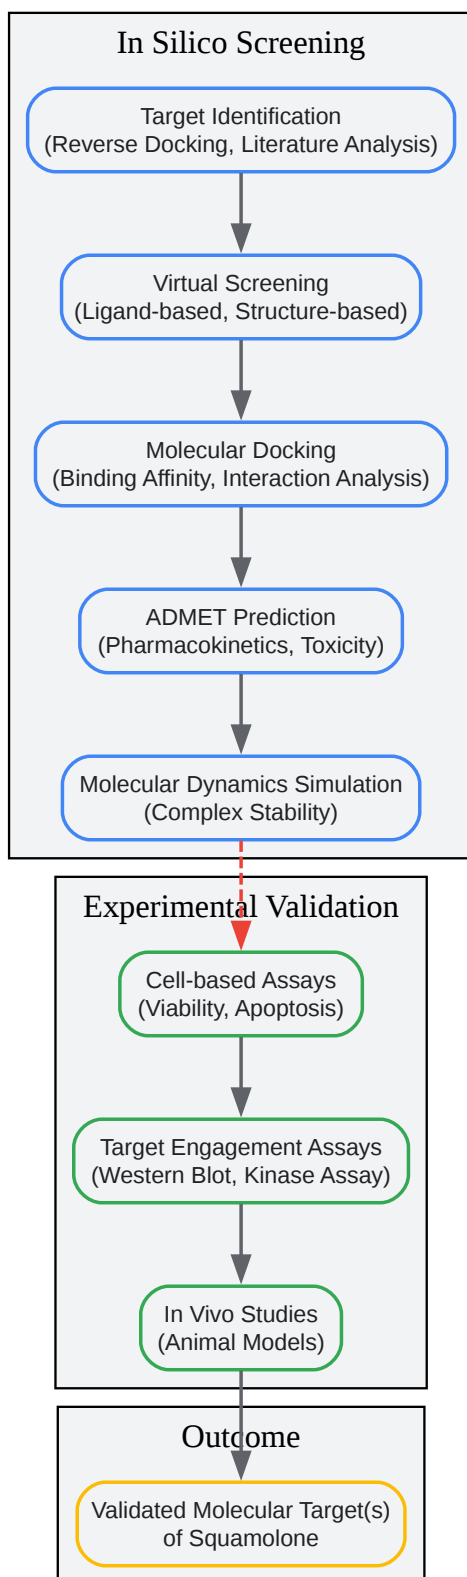 In Silico Screening
Target Identification
(Reverse Docking, Literature Analysis)
Virtual Screening
(Ligand-based, Structure-based)
Molecular Docking
(Binding Affinity, Interaction Analysis)
ADMET Prediction
(Pharmacokinetics, Toxicity)
Molecular Dynamics Simulation
(Complex Stability)
Experimental Validation
Cell-based Assays
(Viability, Apoptosis)
Target Engagement Assays
(Western Blot, Kinase Assay)
In Vivo Studies
(Animal Models)
Outcome
Validated Molecular Target(s)
of Squamolone